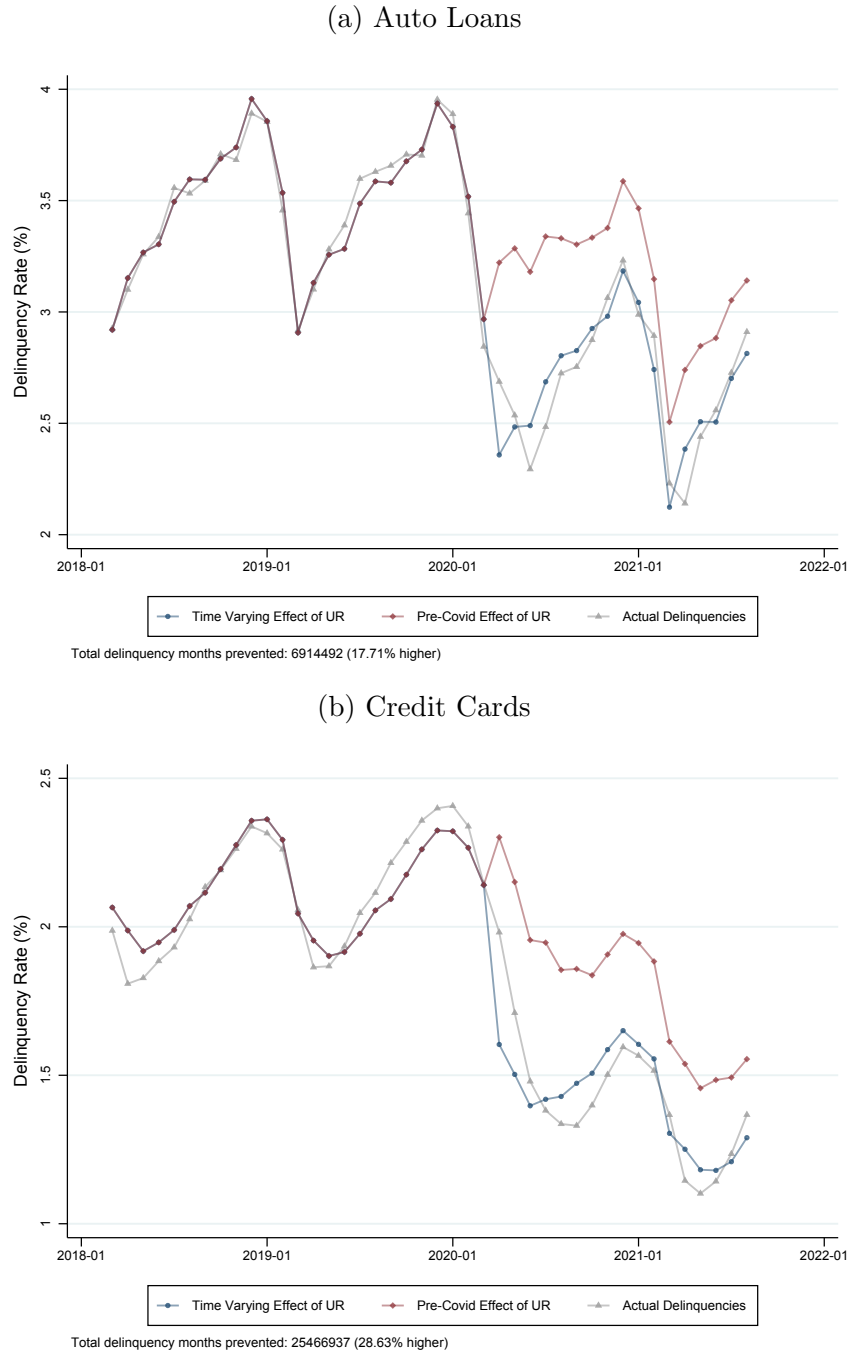 (a) Auto Loans
4
3.5
3
2.5
2
Delinquency Rate (%)
2018-01 2019-01 2020-01 2021-01 2022-01
Time Varying Effect of UR Pre-Covid Effect of UR Actual Delinquencies
Total delinquency months prevented: 6914492 (17.71% higher)
(b) Credit Cards
2.5
2
1.5
1
Delinquency Rate (%)
2018-01 2019-01 2020-01 2021-01 2022-01
Time Varying Effect of UR Pre-Covid Effect of UR Actual Delinquencies
Total delinquency months prevented: 25466937 (28.63% higher)